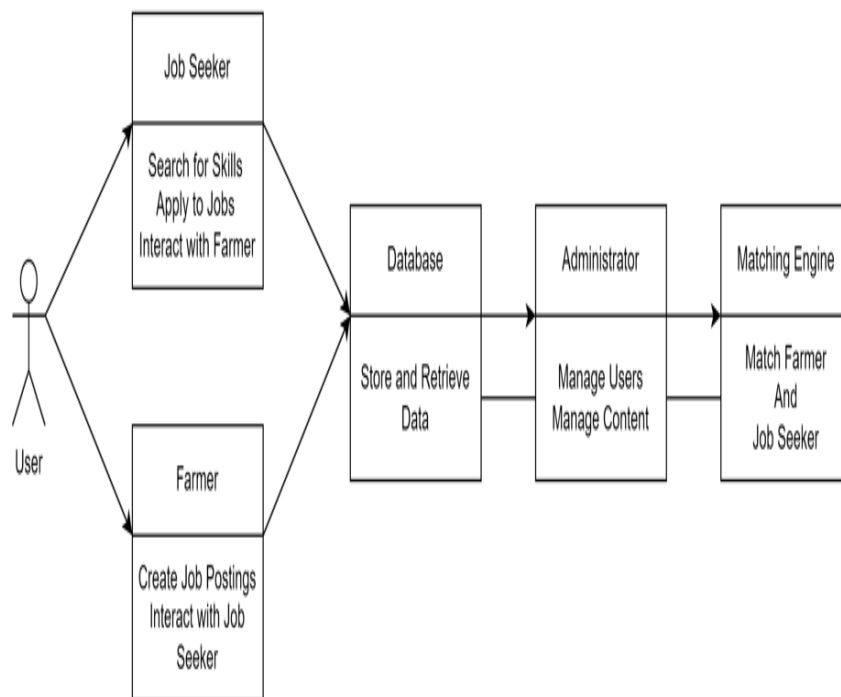 Job Seeker
Search for Skills
Apply to Jobs
Interact with Farmer
User
Farmer
Create Job Postings
Interact with Job
Seeker
Database
Store and Retrieve
Data
Administrator
Manage Users
Manage Content
Matching Engine
Match Farmer
And
Job Seeker